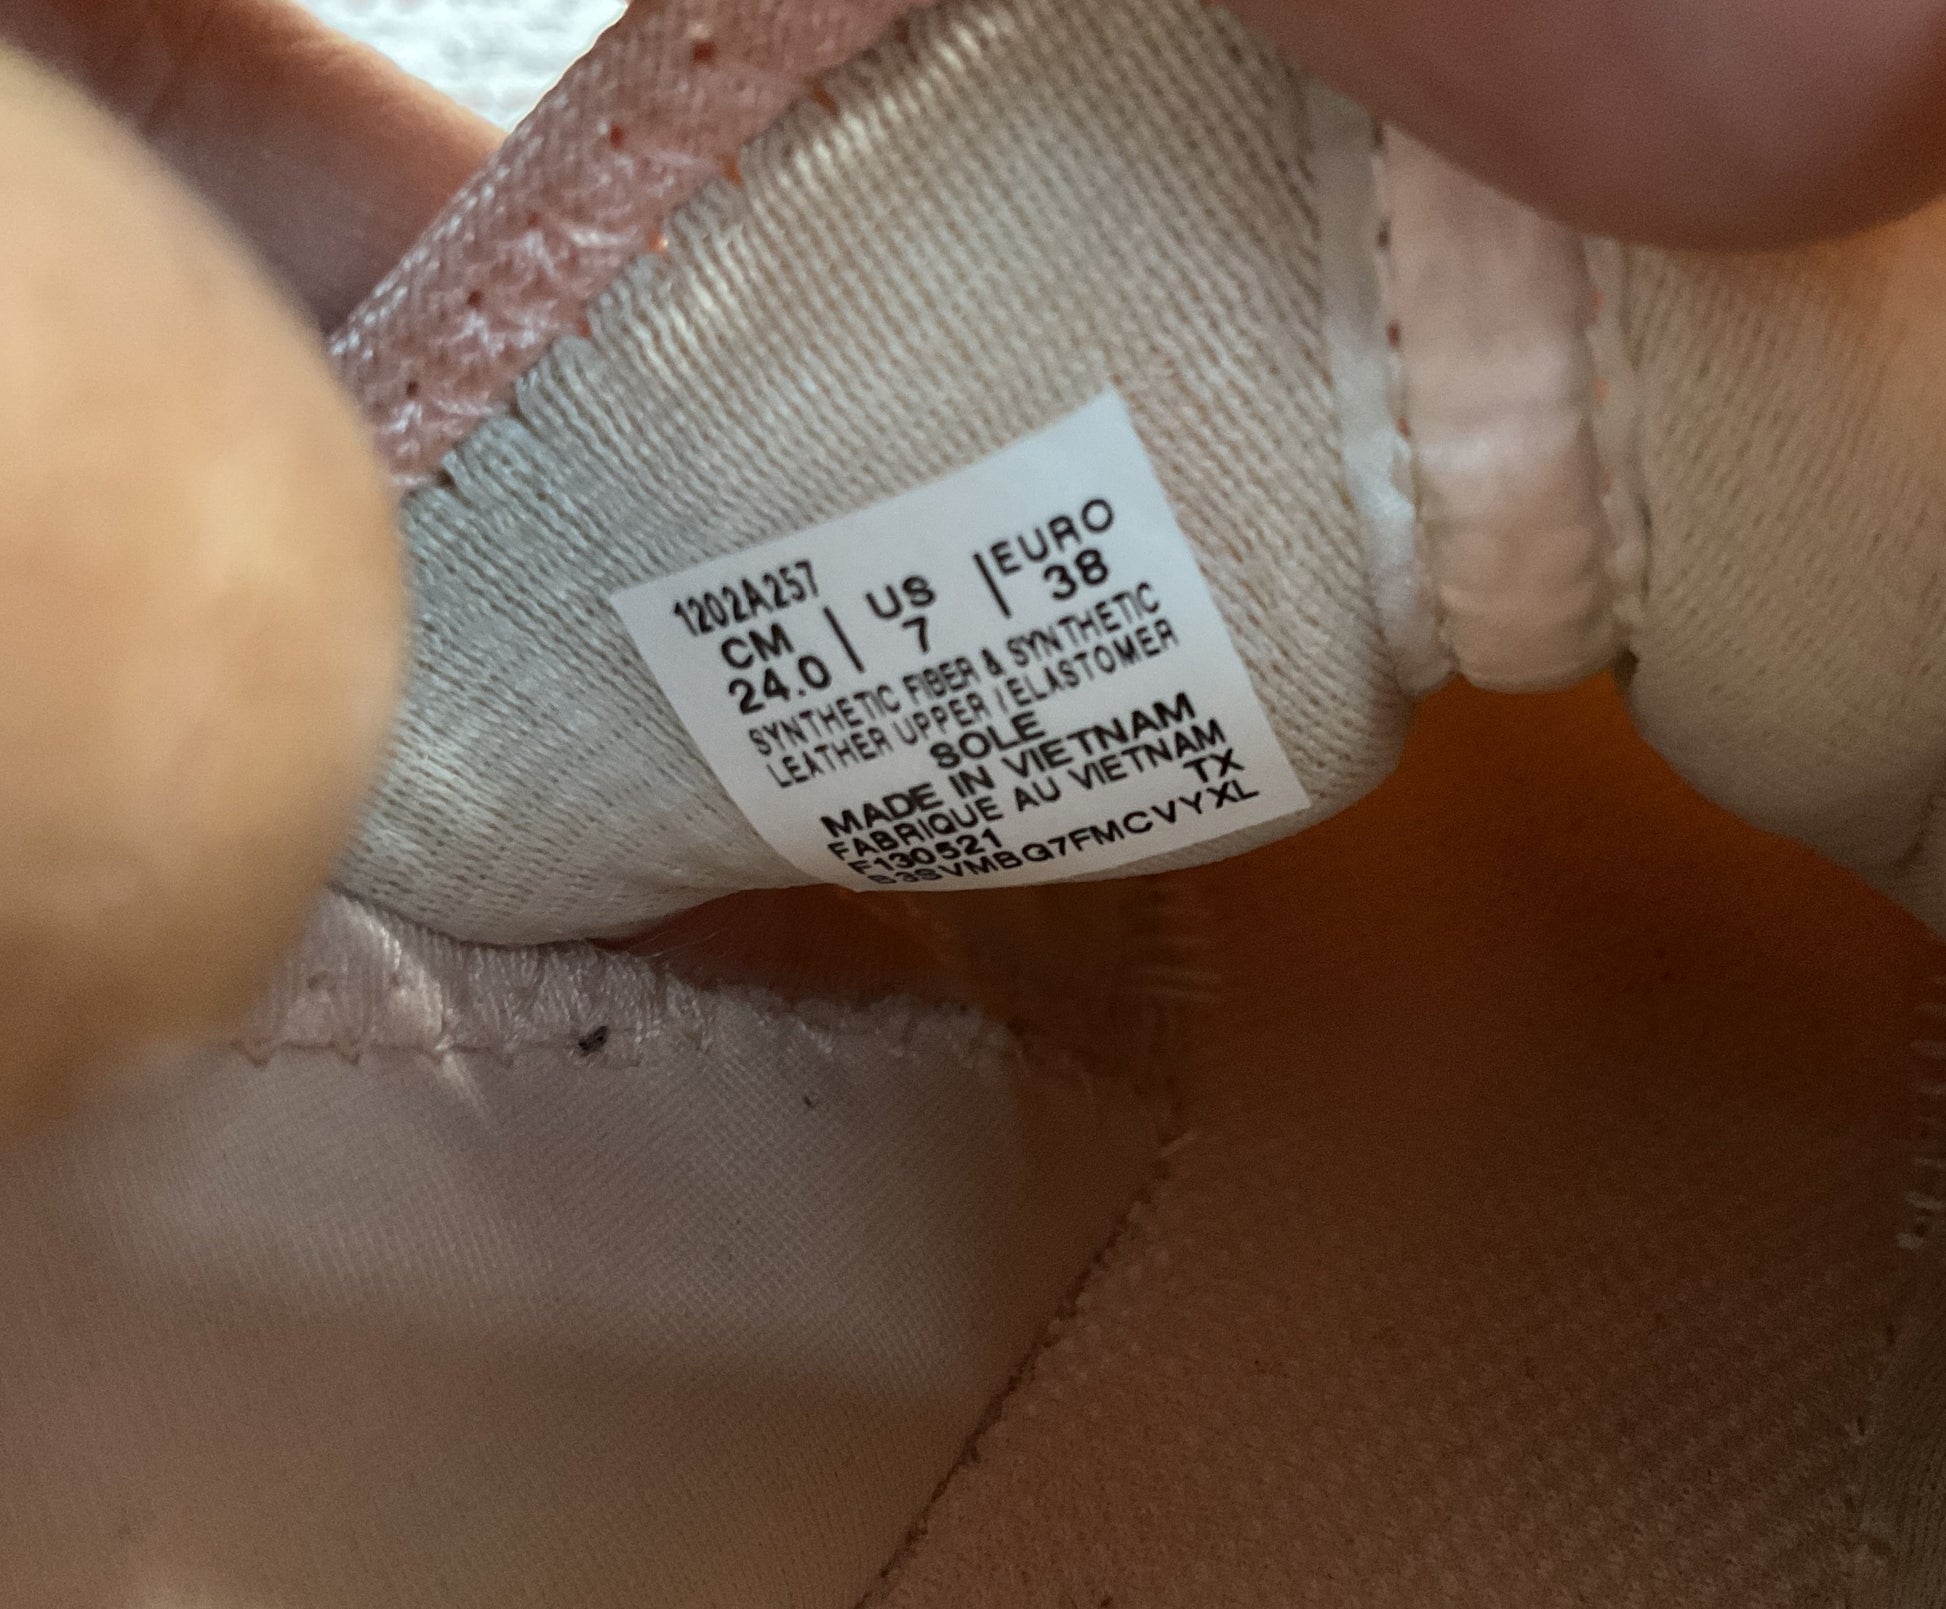 1202A257
CM | US | EURO
24.0 7 38
SYNTHETIC FIBER & SYNTHETIC
LEATHER UPPER / ELASTOMER
SOLE
MADE IN VIETNAM
FABRIQUE AU VIETNAM
F130521 TX